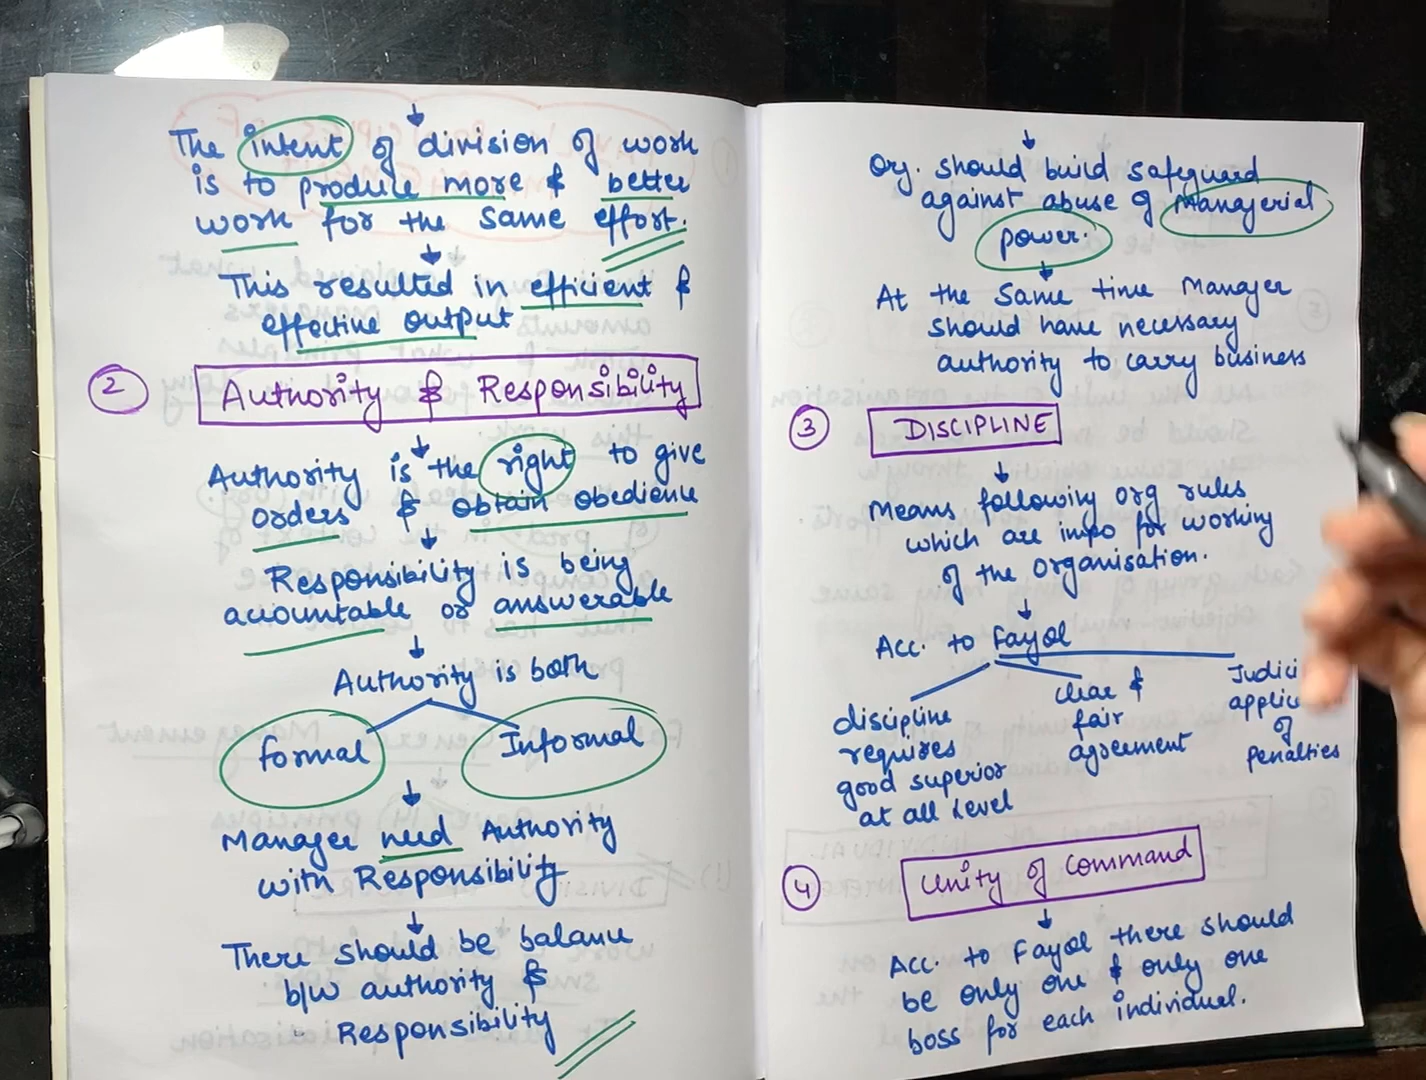 The intent of division of work
is to produce more & better
work for the same effort.
This resulted in efficient &
effective output
2 Authority & Responsibility
Authority is the right to give
orders & obtain obedience
Responsibility is being
accountable or answerable
Authority is both
formal Informal
Manager need Authority
with Responsibility
There should be balance
b/w authority &
Responsibility
Org. should build safeguard
against abuse of Managerial
power.
At the same time Manager
should have necessary
authority to carry business
3 DISCIPLINE
Means following org rules
which are impo for working
of the organisation.
Acc. to Fayol
discipline
requires
good superior
at all level
clear &
fair
agreement
of
penalties
4 Unity of Command
Acc. to Fayol there should
be only one & only one
boss for each individual.